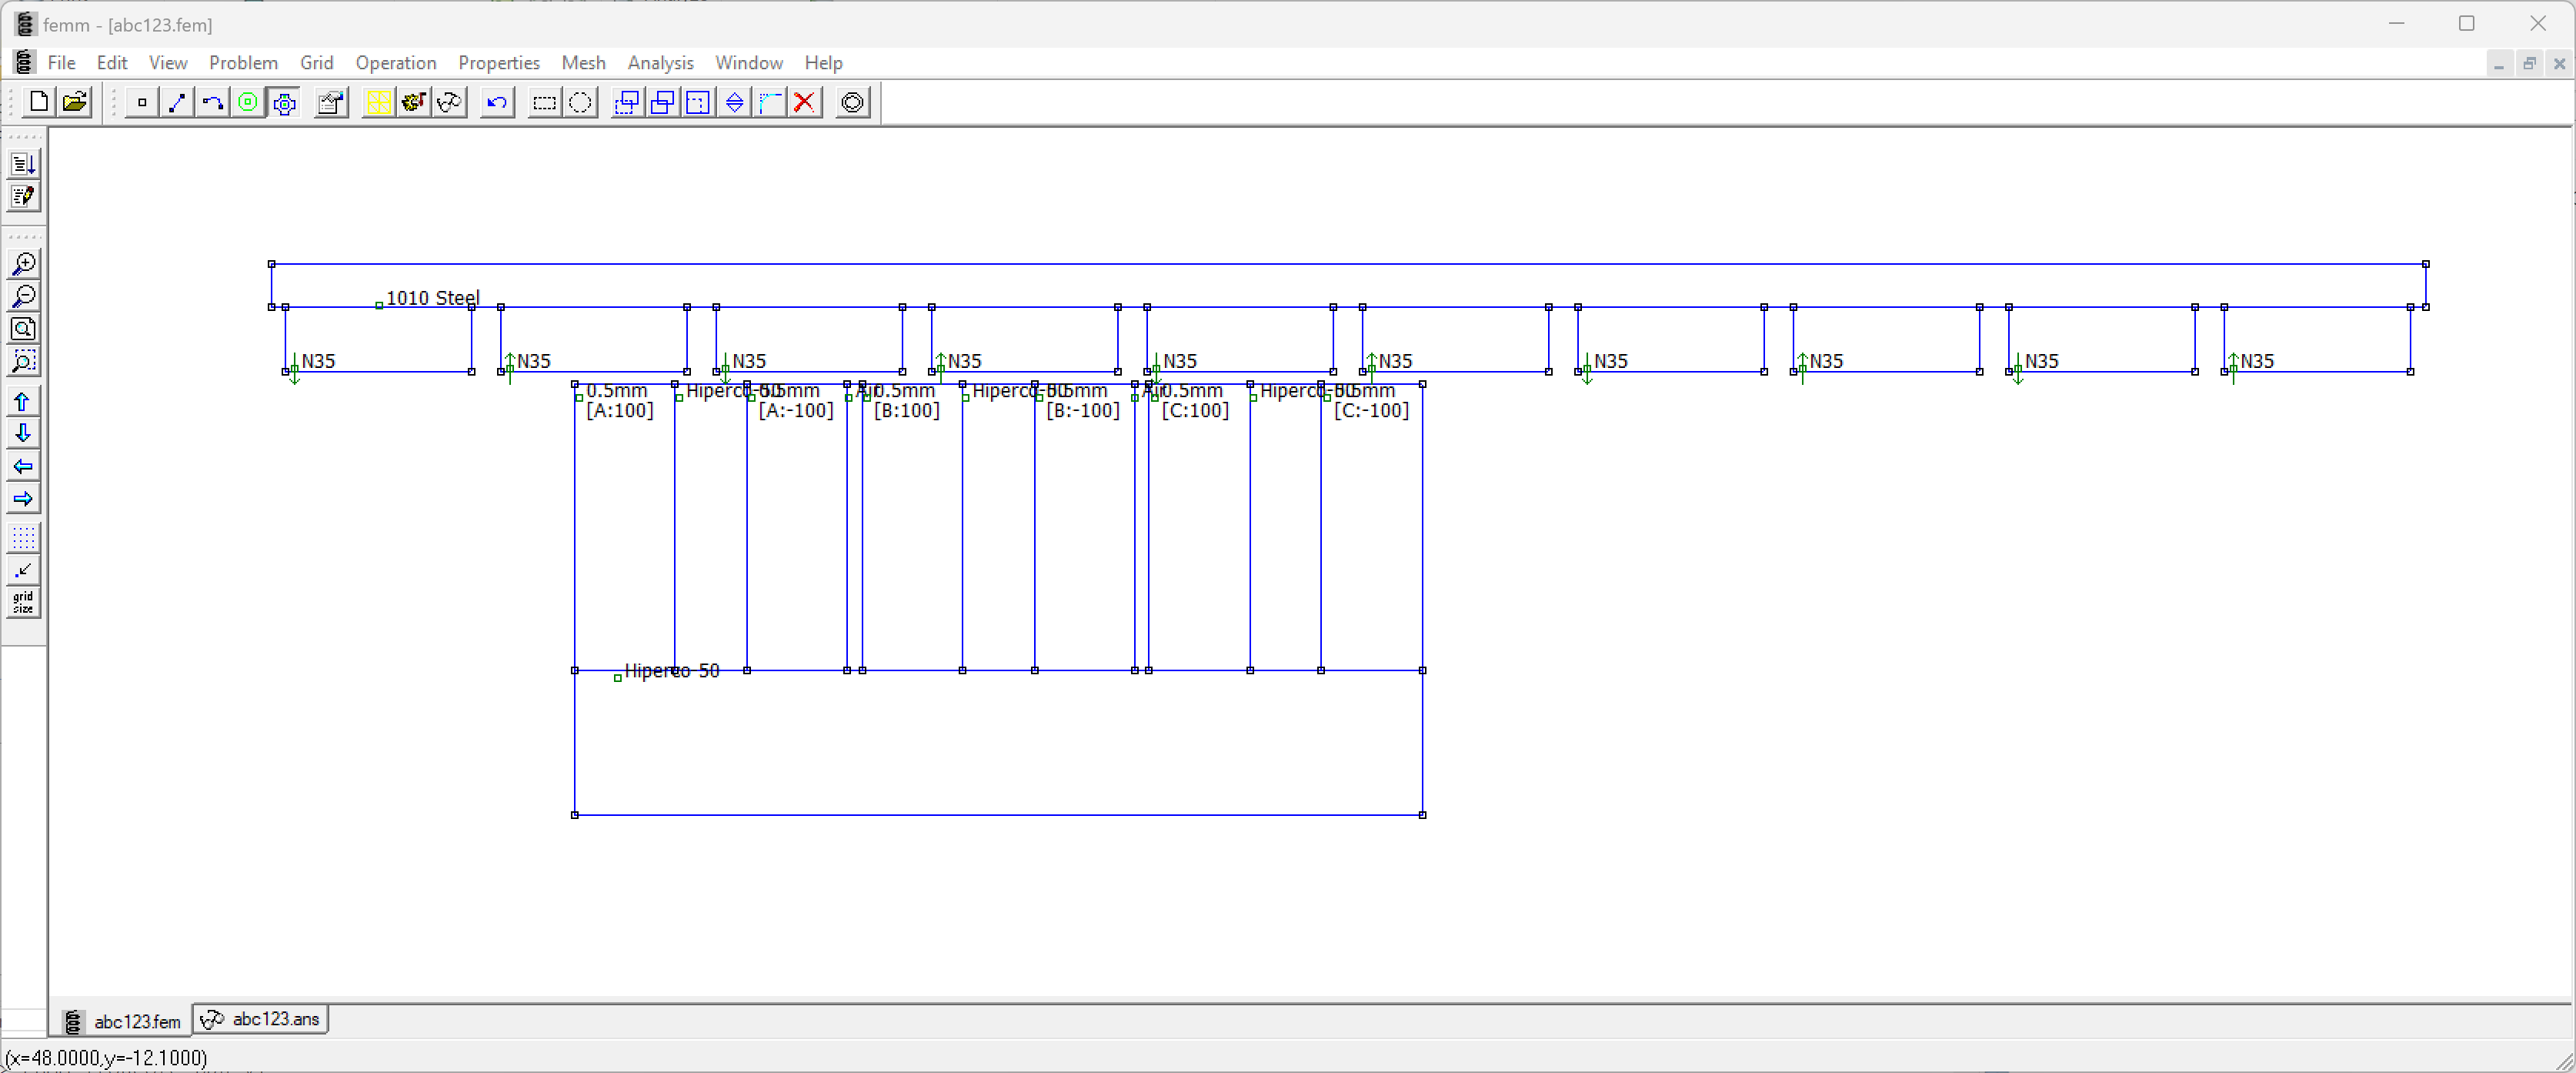 femm - [abc123.fem]
File Edit View Problem Grid Operation Properties Mesh Analysis Window Help
1010 Steel
N35 N35 N35 N35 N35 N35 N35 N35 N35 N35
0.5mm Hiperco-50 0.5mm Air 0.5mm Hiperco-50 0.5mm Air 0.5mm Hiperco-50 0.5mm
[A:100] [A:-100] [B:100] [B:-100] [C:100] [C:-100]
grid
size
Hiperco-50
abc123.fem abc123.ans
(x=48.0000,y=-12.1000)